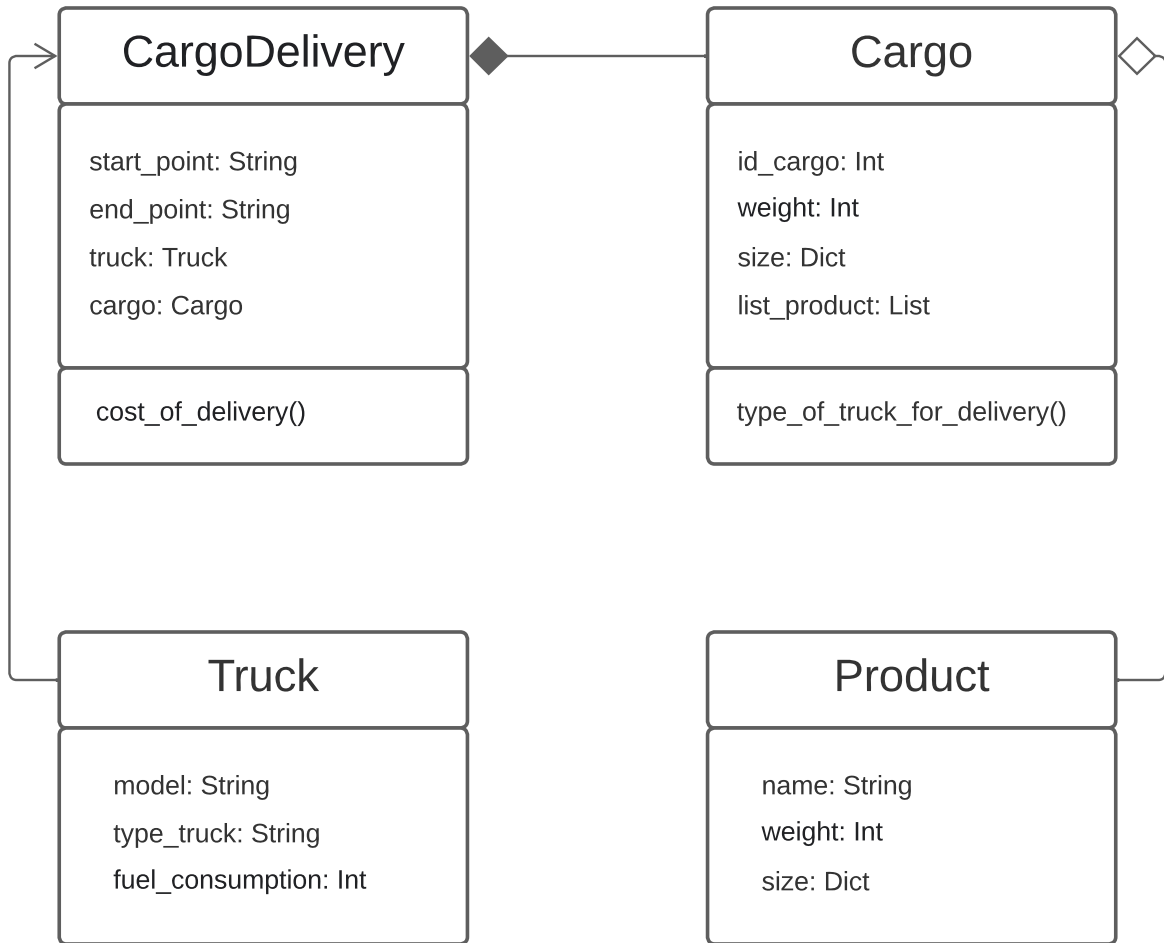 CargoDelivery
start_point: String
end_point: String
truck: Truck
cargo: Cargo
cost_of_delivery()
Cargo
id_cargo: Int
weight: Int
size: Dict
list_product: List
type_of_truck_for_delivery()
Truck
model: String
type_truck: String
fuel_consumption: Int
Product
name: String
weight: Int
size: Dict